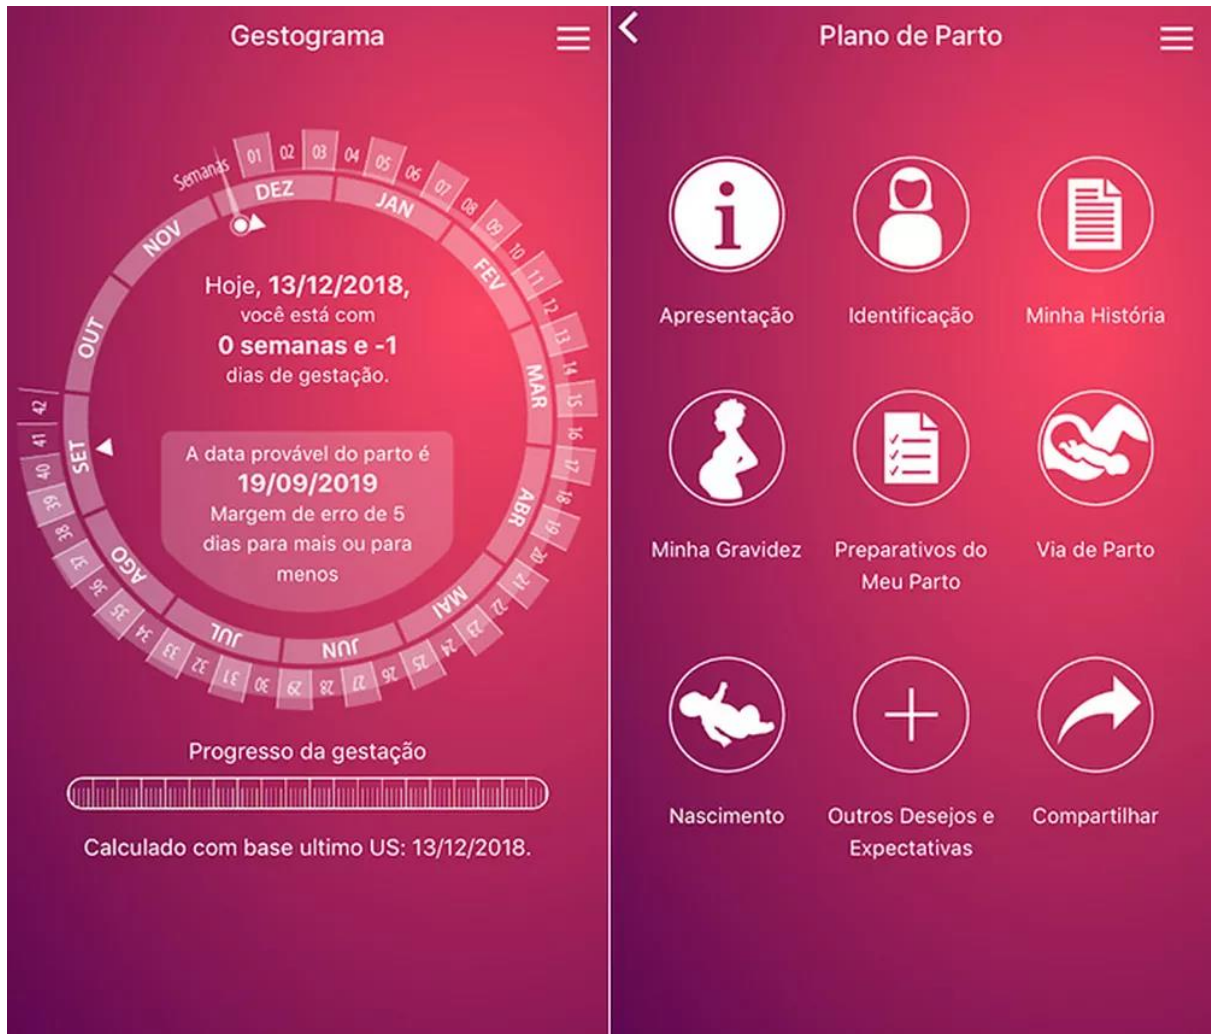 Gestograma
Semanas
01
02
03
04
05
06
07
08
09
10
11
12
13
14
15
16
17
18
19
20
21
22
23
24
25
26
27
28
29
30
31
32
33
34
35
36
37
38
39
40
41
42
DEZ
JAN
FEV
MAR
ABR
MAI
JUN
JUL
AGO
SET
OUT
NOV
Hoje, 13/12/2018,
você está com
0 semanas e -1
dias de gestação.
A data provável do parto é
19/09/2019
Margem de erro de 5
dias para mais ou para
menos
Progresso da gestação
Calculado com base ultimo US: 13/12/2018.
Plano de Parto
i
Apresentação
Identificação
Minha História
Minha Gravidez
Preparativos do
Meu Parto
Via de Parto
Nascimento
Outros Desejos e
Expectativas
Compartilhar